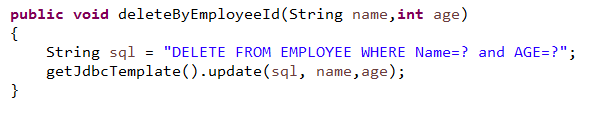 public void deleteByEmployeeId(String name,int age)
{
    String sql = "DELETE FROM EMPLOYEE WHERE Name=? and AGE=?";
    getJdbcTemplate().update(sql, name,age);
}